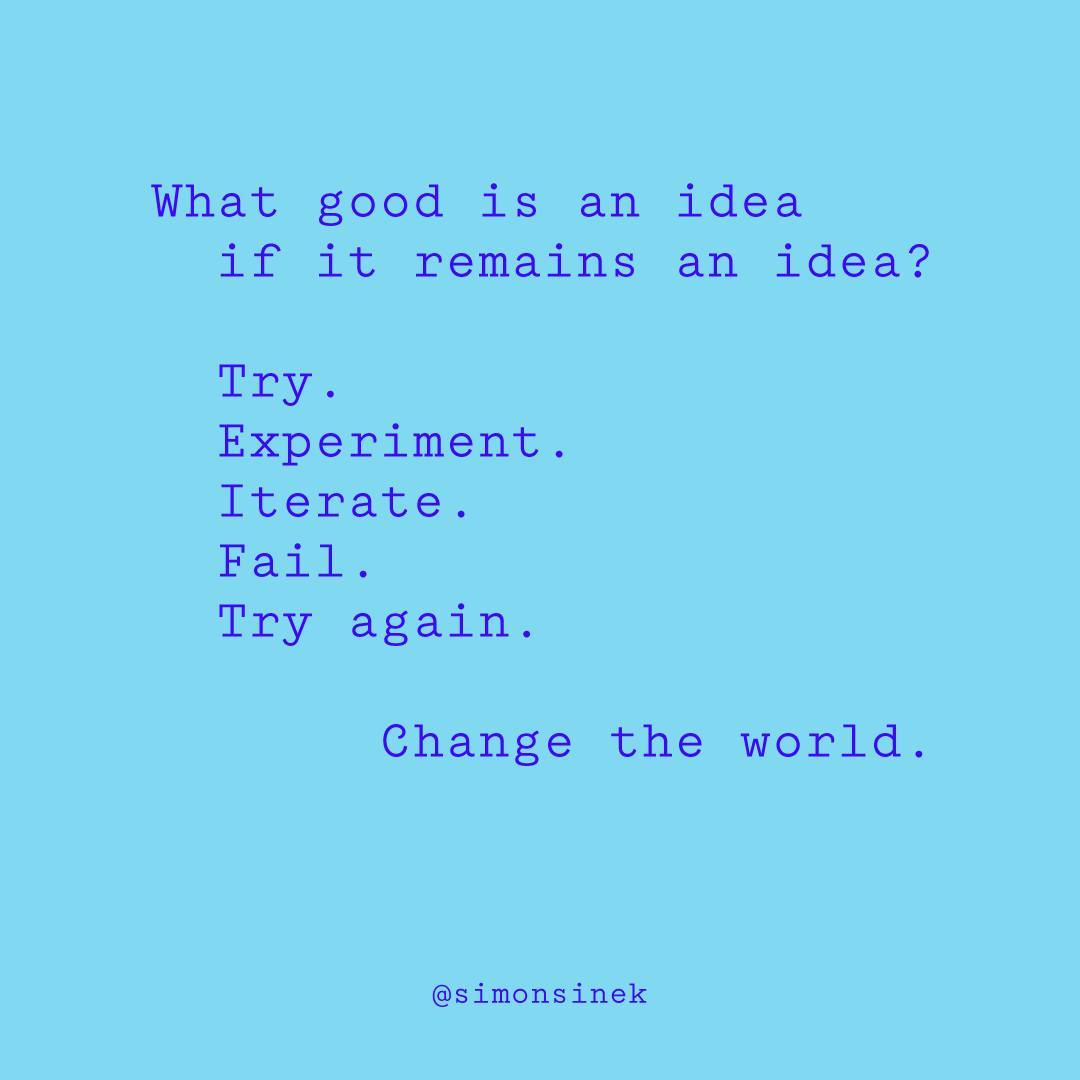 What good is an idea
if it remains an idea?
Try.
Experiment.
Iterate.
Fail.
Try again.
Change the world.
@simonsinek